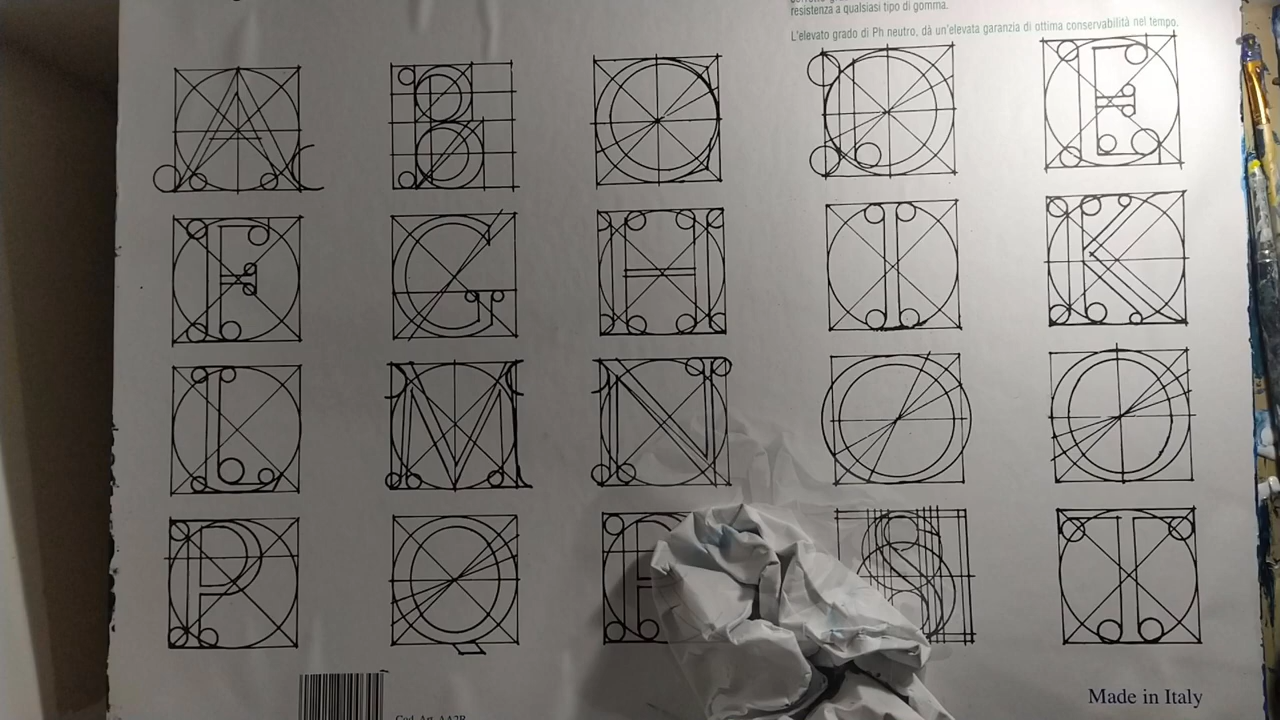 resistenza a qualsiasi tipo di gomma.
L'elevato grado di Ph neutro, dà un'elevata garanzia di ottima conservabilità nel tempo.
A B C D E
F G H I K
L M N O O
P Q R S T
Made in Italy